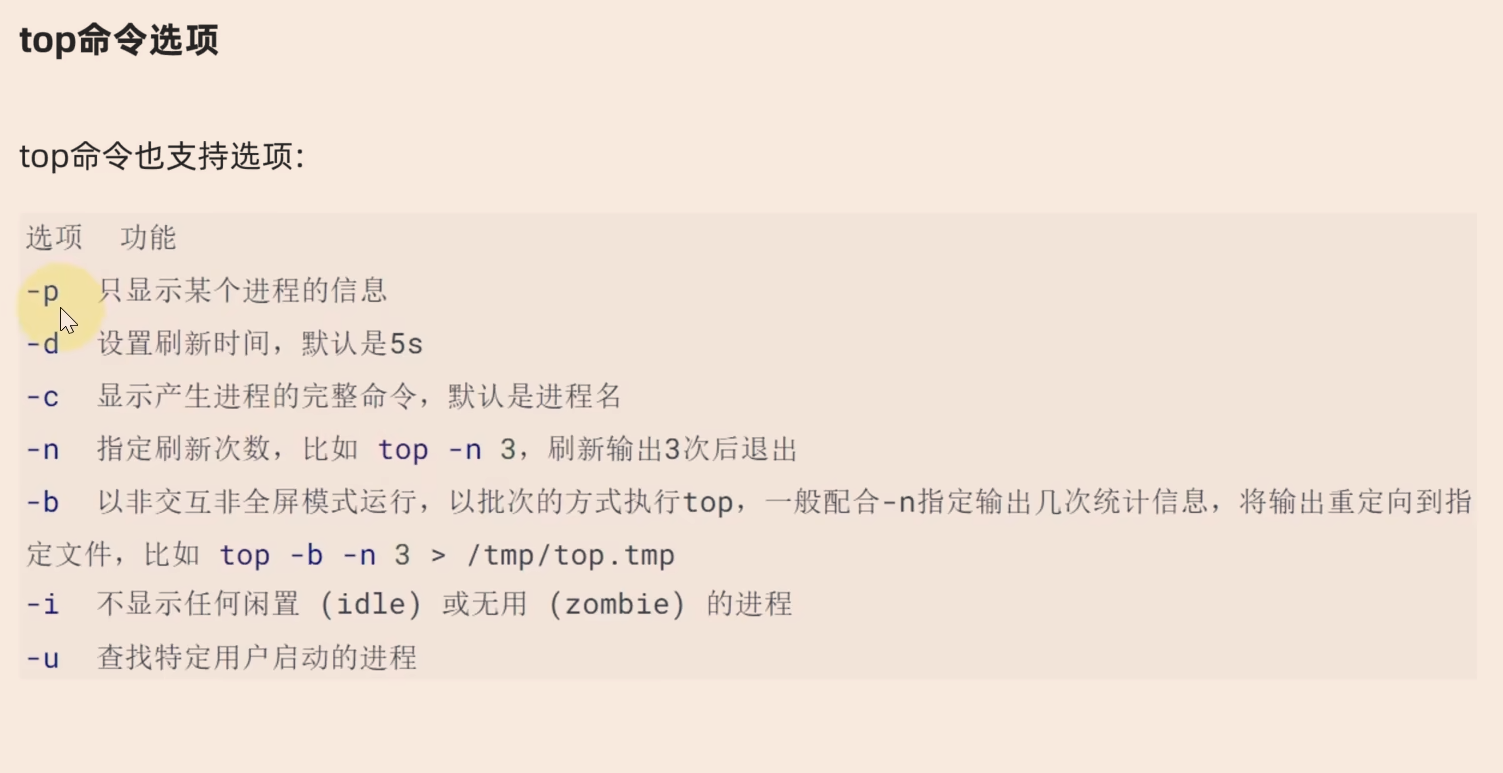 top命令选项
top命令也支持选项：
选项 功能
-p 只显示某个进程的信息
-d 设置刷新时间，默认是5s
-c 显示产生进程的完整命令，默认是进程名
-n 指定刷新次数，比如 top -n 3，刷新输出3次后退出
-b 以非交互非全屏模式运行，以批次的方式执行top，一般配合-n指定输出几次统计信息，将输出重定向到指
定文件，比如 top -b -n 3 > /tmp/top.tmp
-i 不显示任何闲置 (idle) 或无用 (zombie) 的进程
-u 查找特定用户启动的进程